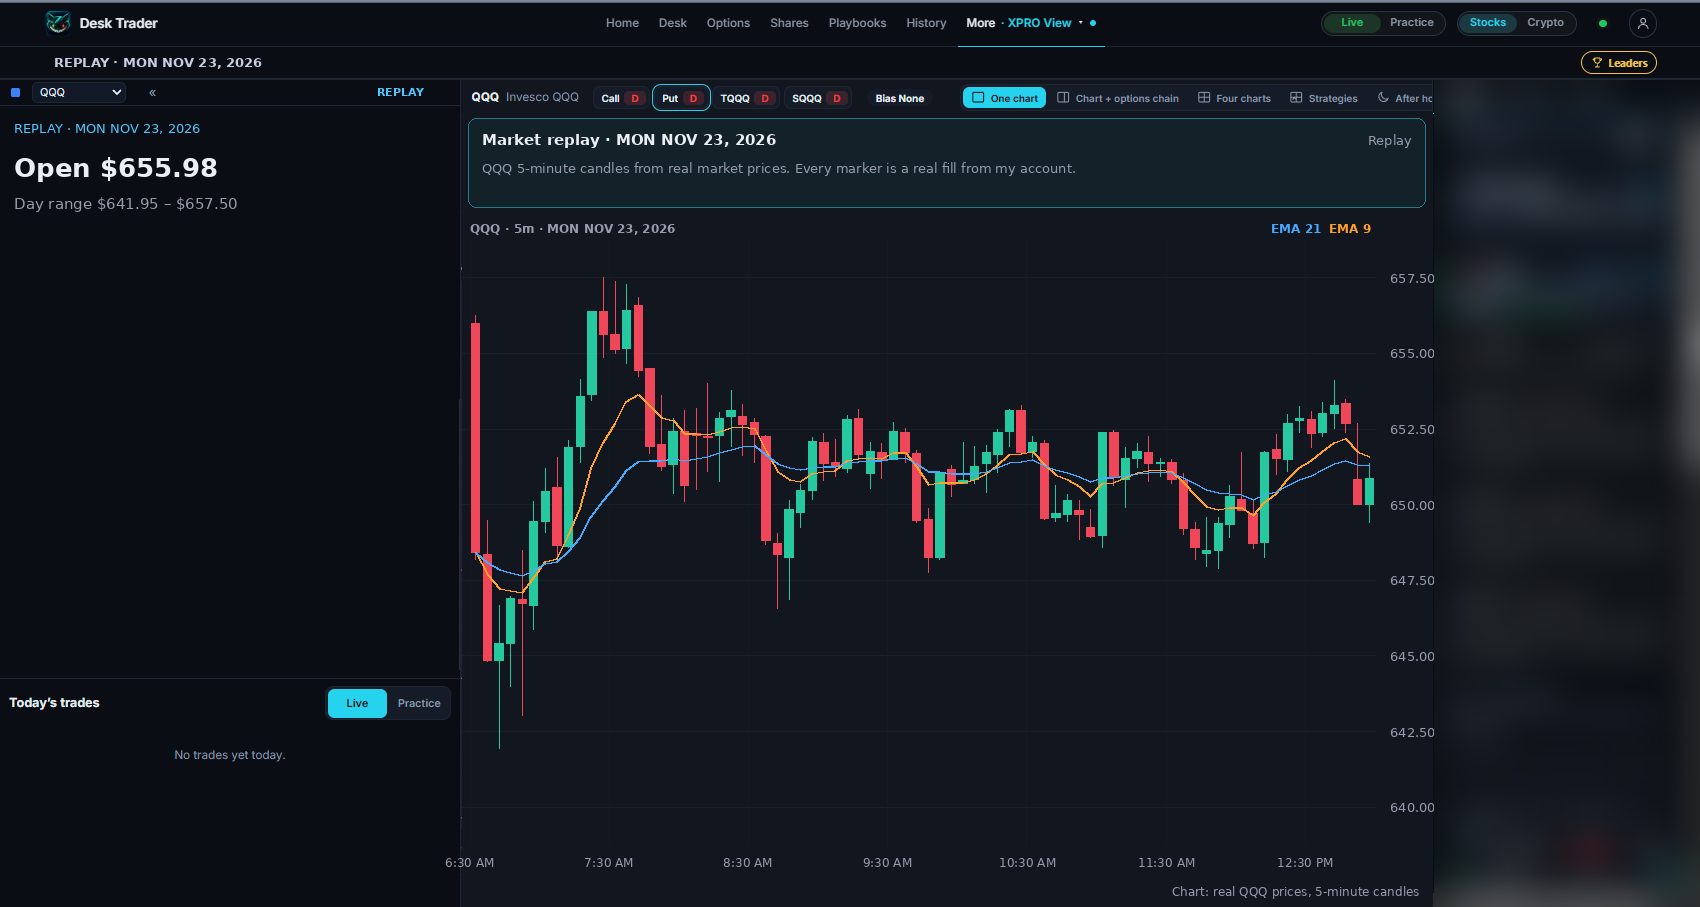 Desk Trader
Home Desk Options Shares Playbooks History More · XPRO View
Live Practice Stocks Crypto
REPLAY · MON NOV 23, 2026
Leaders
QQQ « REPLAY
REPLAY · MON NOV 23, 2026
Open $655.98
Day range $641.95 – $657.50
Today's trades
Live Practice
No trades yet today.
QQQ Invesco QQQ Call D Put D TQQQ D SQQQ D Bias None
One chart Chart + options chain Four charts Strategies After ho
Market replay · MON NOV 23, 2026
Replay
QQQ 5-minute candles from real market prices. Every marker is a real fill from my account.
QQQ · 5m · MON NOV 23, 2026
EMA 21 EMA 9
657.50
655.00
652.50
650.00
647.50
645.00
642.50
640.00
6:30 AM 7:30 AM 8:30 AM 9:30 AM 10:30 AM 11:30 AM 12:30 PM
Chart: real QQQ prices, 5-minute candles